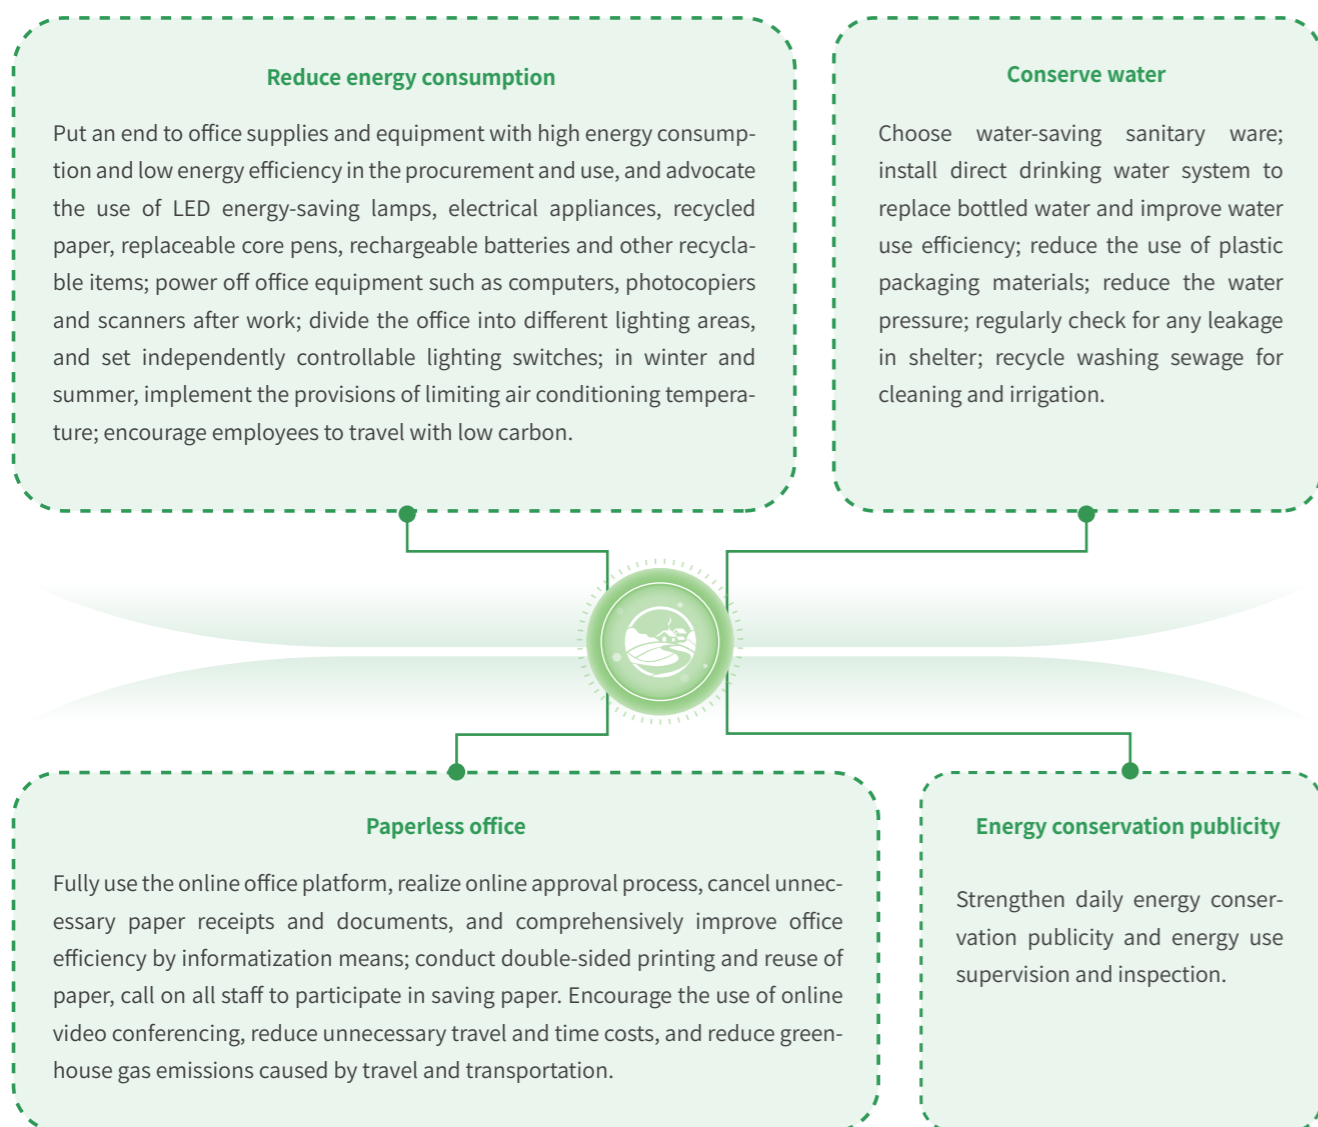 Reduce energy consumption
Put an end to office supplies and equipment with high energy consump-
tion and low energy efficiency in the procurement and use, and advocate
the use of LED energy-saving lamps, electrical appliances, recycled
paper, replaceable core pens, rechargeable batteries and other recycla-
ble items; power off office equipment such as computers, photocopiers
and scanners after work; divide the office into different lighting areas,
and set independently controllable lighting switches; in winter and
summer, implement the provisions of limiting air conditioning tempera-
ture; encourage employees to travel with low carbon.
Conserve water
Choose water-saving sanitary ware;
install direct drinking water system to
replace bottled water and improve water
use efficiency; reduce the use of plastic
packaging materials; reduce the water
pressure; regularly check for any leakage
in shelter; recycle washing sewage for
cleaning and irrigation.
Paperless office
Fully use the online office platform, realize online approval process, cancel unnec-
essary paper receipts and documents, and comprehensively improve office
efficiency by informatization means; conduct double-sided printing and reuse of
paper, call on all staff to participate in saving paper. Encourage the use of online
video conferencing, reduce unnecessary travel and time costs, and reduce green-
house gas emissions caused by travel and transportation.
Energy conservation publicity
Strengthen daily energy conser-
vation publicity and energy use
supervision and inspection.